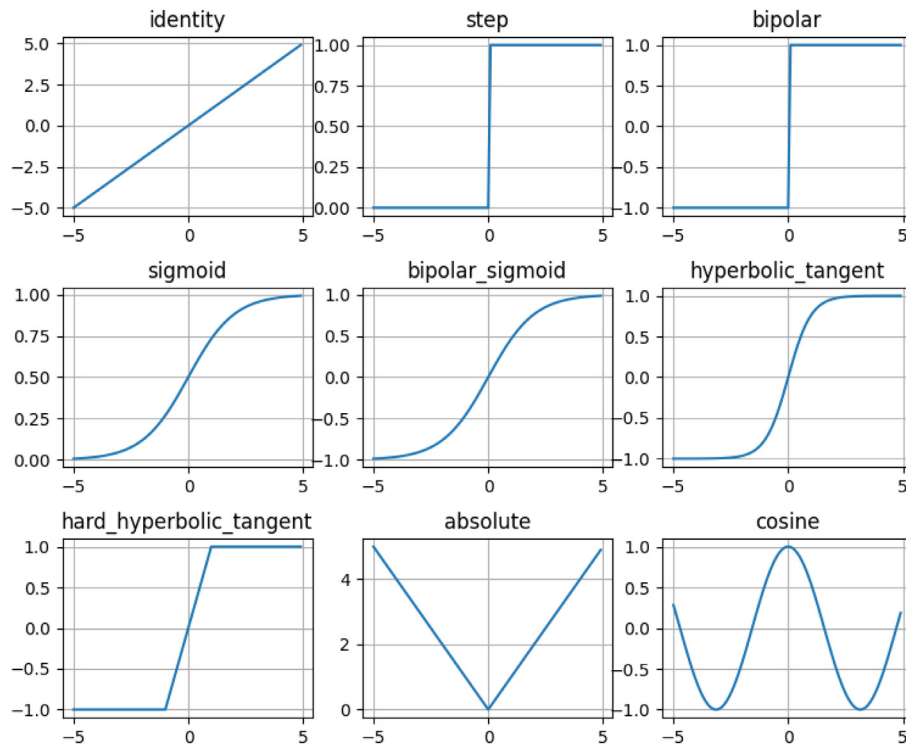 identity step bipolar
5.0 1.00 1.0
2.5 0.75 0.5
0.0 0.50 0.0
−2.5 0.25 −0.5
−5.0 0.00 −1.0
−5 0 5 −5 0 5 −5 0 5
sigmoid bipolar_sigmoid hyperbolic_tangent
1.00 1.0 1.0
0.75 0.5 0.5
0.50 0.0 0.0
0.25 −0.5 −0.5
0.00 −1.0 −1.0
−5 0 5 −5 0 5 −5 0 5
hard_hyperbolic_tangent absolute cosine
1.0 4 1.0
0.5 0.5
0.0 2 0.0
−0.5 −0.5
−1.0 0 −1.0
−5 0 5 −5 0 5 −5 0 5